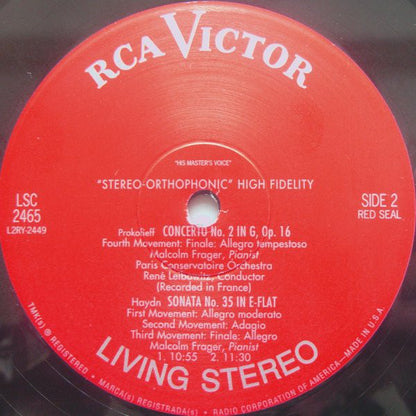 RCA VICTOR
"HIS MASTER'S VOICE"
"STEREO-ORTHOPHONIC" HIGH FIDELITY
LSC
2465
L2RY-2449
SIDE 2
RED SEAL
Prokofieff CONCERTO No. 2 IN G, Op. 16
Fourth Movement: Finale: Allegro tempestoso
Malcolm Frager, Pianist
Paris Conservatoire Orchestra
René Leibowitz, Conductor
(Recorded in France)
Haydn SONATA No. 35 IN E-FLAT
First Movement: Allegro moderato
Second Movement: Adagio
Third Movement: Finale: Allegro
Malcolm Frager, Pianist
1. 10:55 2. 11:30
LIVING STEREO
TMK(s) ® REGISTERED • MARCA(s) REGISTRADA(s) • RADIO CORPORATION OF AMERICA—MADE IN U.S.A.